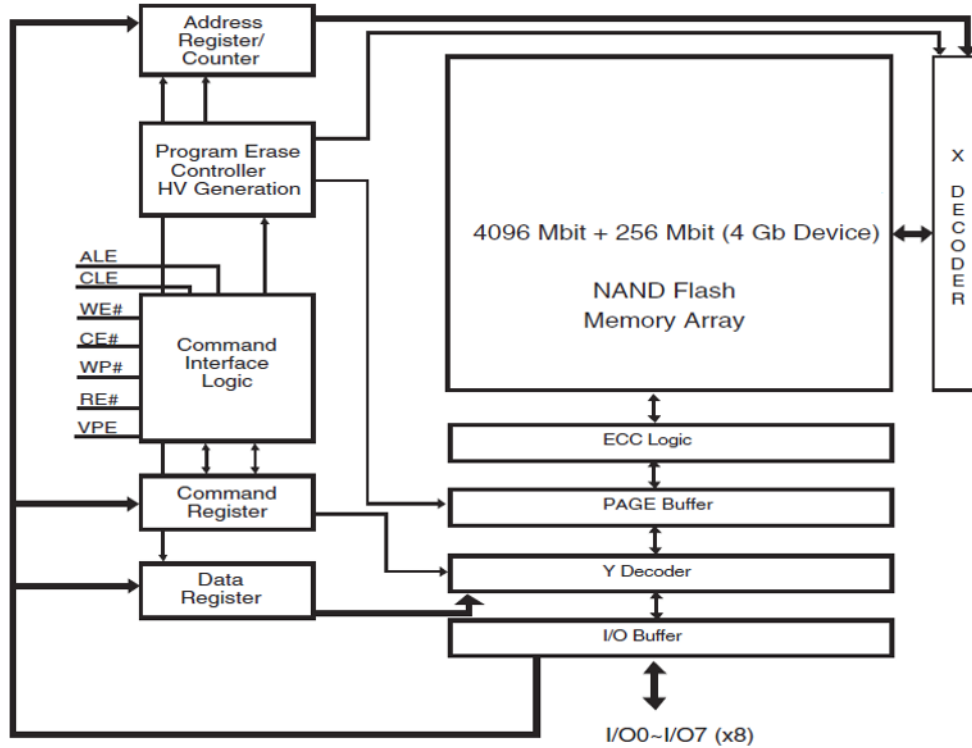 Address
Register/
Counter
Program Erase
Controller
HV Generation
ALE
CLE
WE#
CE#
WP#
RE#
VPE
Command
Interface
Logic
Command
Register
Data
Register
4096 Mbit + 256 Mbit (4 Gb Device)
NAND Flash
Memory Array
X
D
E
C
O
D
E
R
ECC Logic
PAGE Buffer
Y Decoder
I/O Buffer
I/O0~I/O7 (x8)